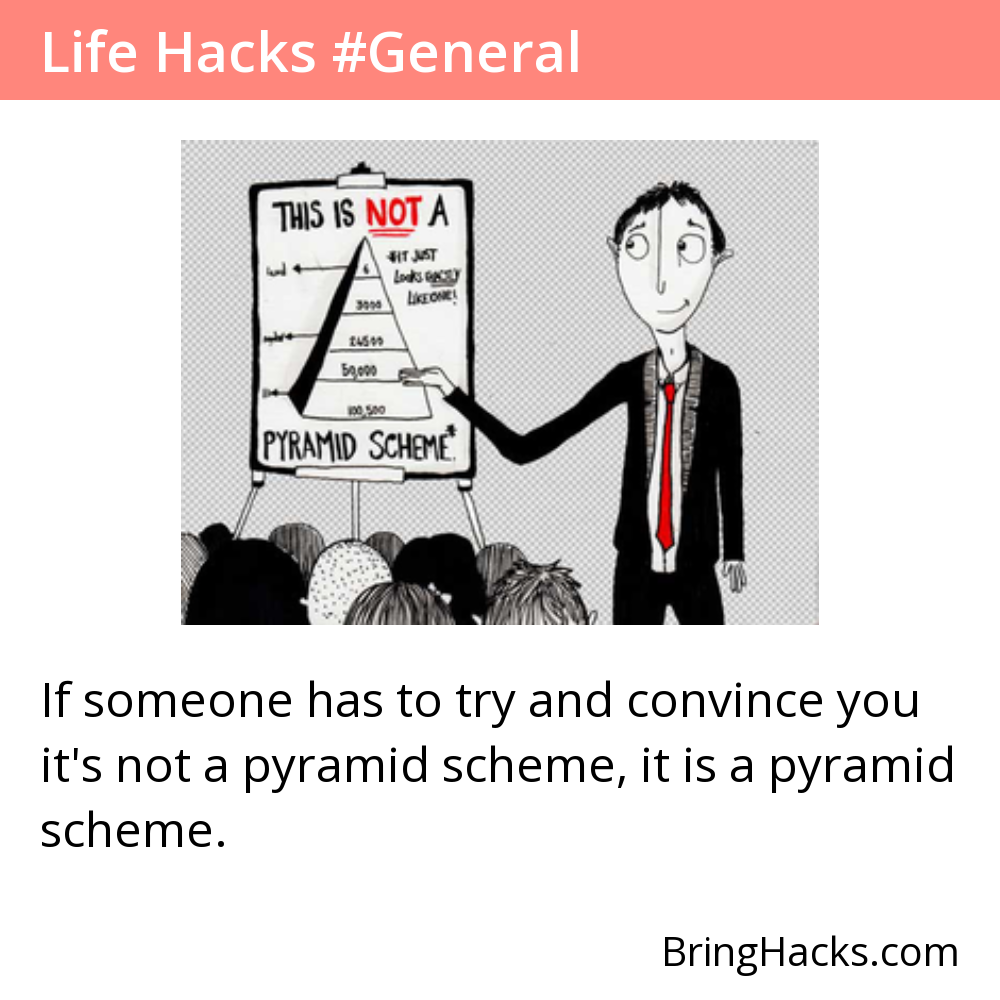 Life Hacks #General
THIS IS NOT A
*IT JUST
LOOKS EXACTLY
LIKE ONE!
6
3000
24500
50,000
100,500
PYRAMID SCHEME*
If someone has to try and convince you
it's not a pyramid scheme, it is a pyramid
scheme.
BringHacks.com